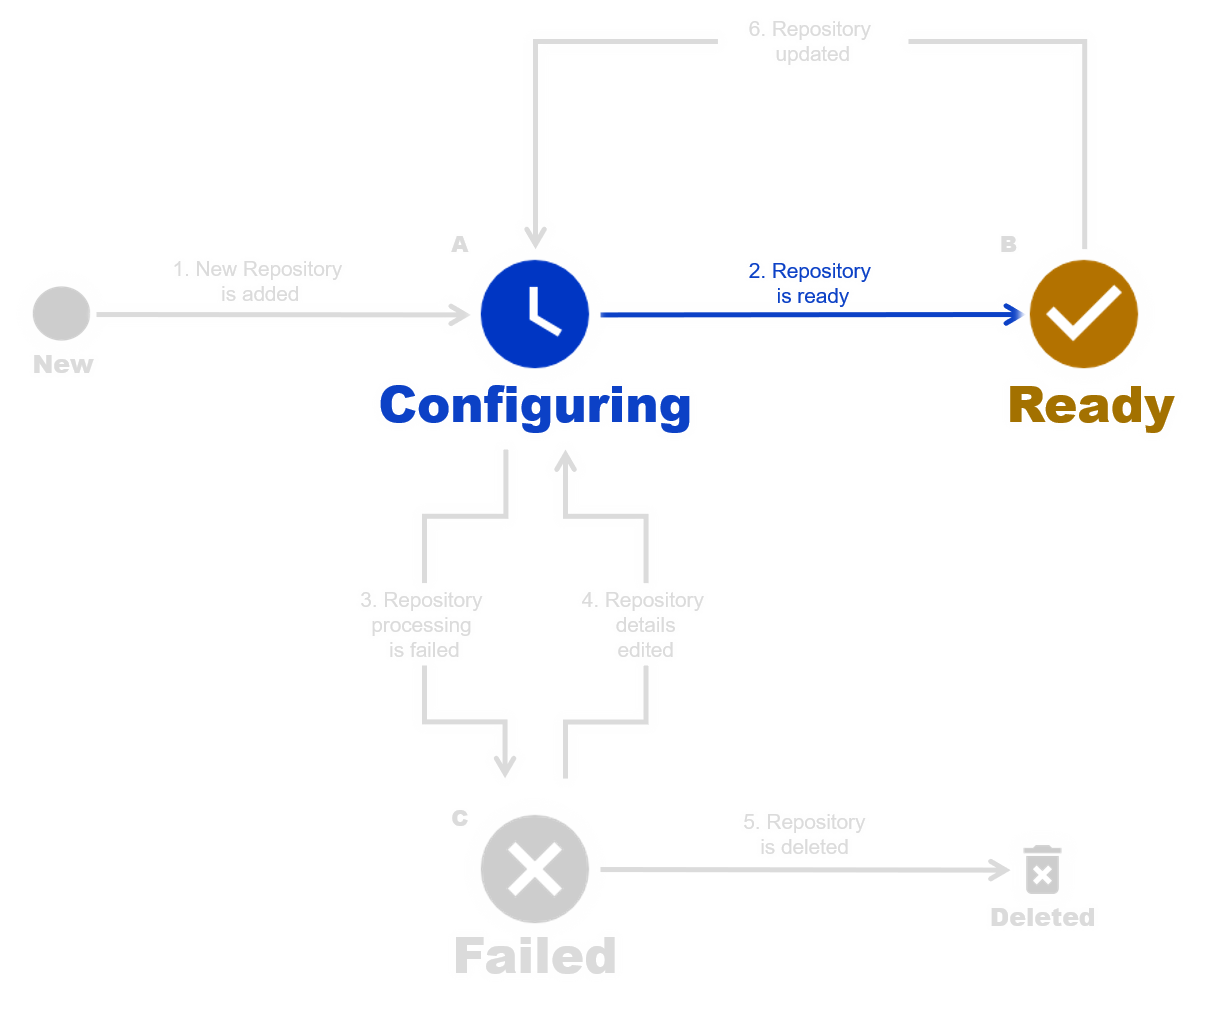 6. Repository
updated
A
B
1. New Repository
is added
2. Repository
is ready
New
Configuring
Ready
3. Repository
processing
is failed
4. Repository
details
edited
C
5. Repository
is deleted
Deleted
Failed